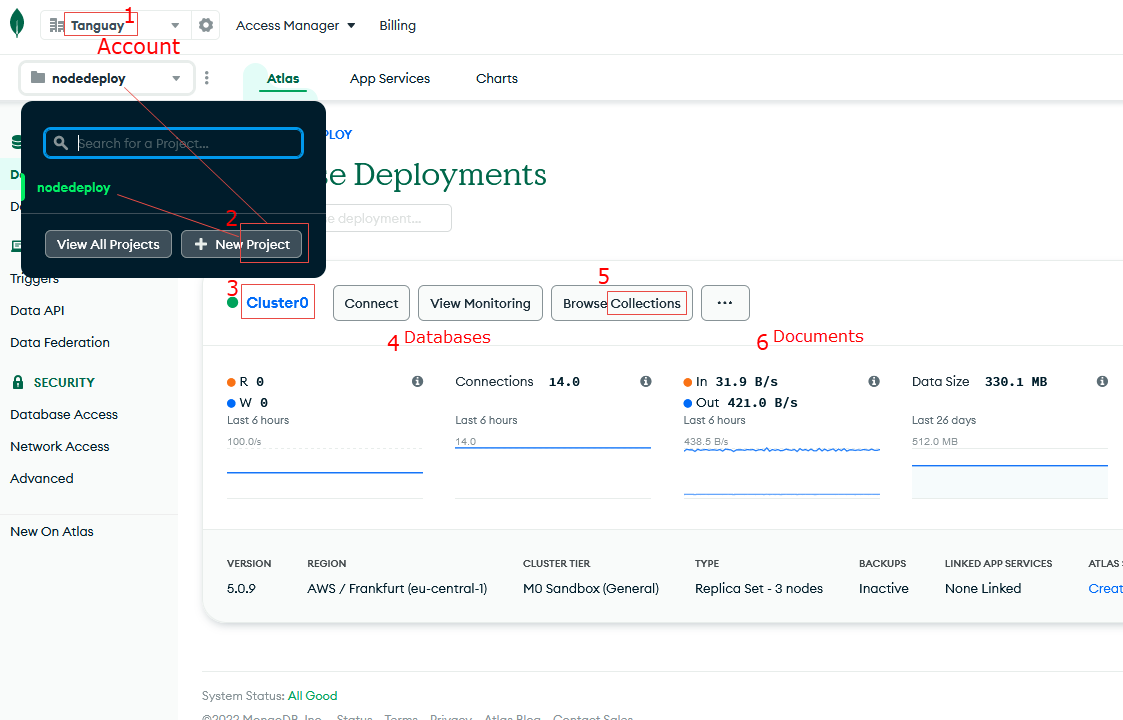 Tanguay 1 Access Manager Billing
Account
nodedeploy Atlas App Services Charts
Search for a Project... PLOY
nodedeploy se Deployments
2 e deployment...
View All Projects New Project
Triggers
Data API
Data Federation
SECURITY
Database Access
Network Access
Advanced
New On Atlas
3 Cluster0 Connect View Monitoring 5 Browse Collections ...
4 Databases 6 Documents
R 0
W 0
Last 6 hours
100.0/s
Connections 14.0
Last 6 hours
14.0
In 31.9 B/s
Out 421.0 B/s
Last 6 hours
438.5 B/s
Data Size 330.1 MB
Last 26 days
512.0 MB
VERSION REGION CLUSTER TIER TYPE BACKUPS LINKED APP SERVICES ATLAS
5.0.9 AWS / Frankfurt (eu-central-1) M0 Sandbox (General) Replica Set - 3 nodes Inactive None Linked Creat
System Status: All Good
©2022 MongoDB, Inc. Status Terms Privacy Atlas Blog Contact Sales